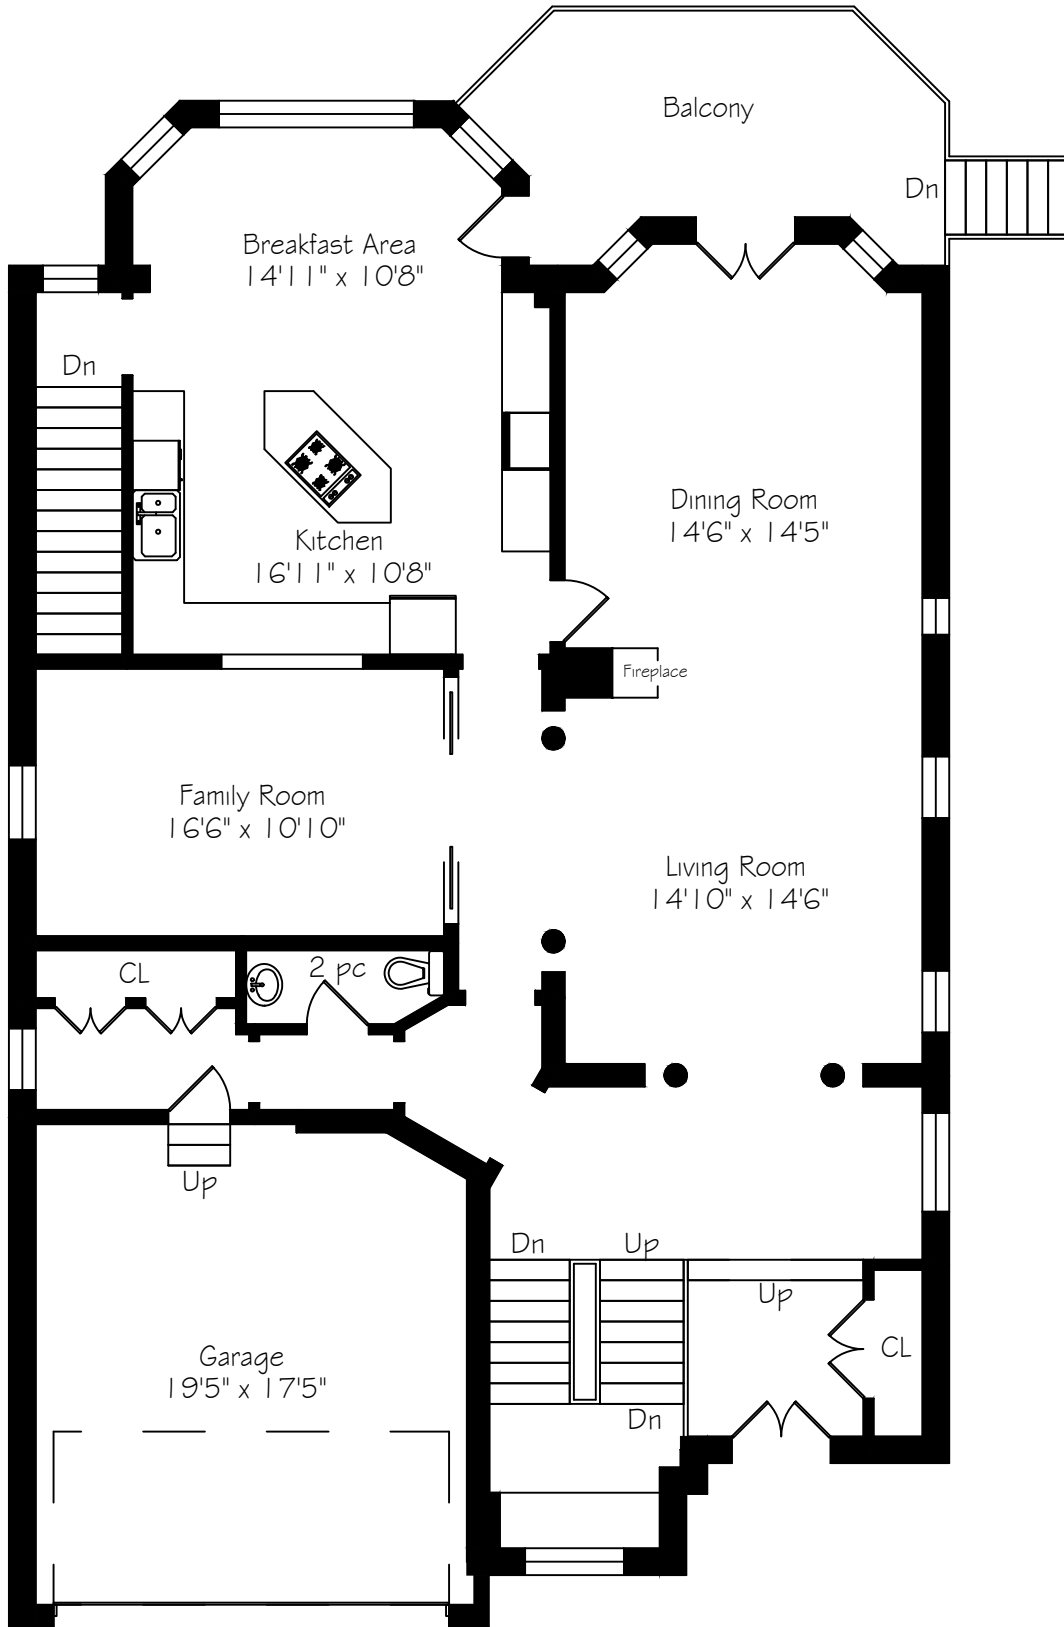 Balcony
Dn
Breakfast Area
14'11" x 10'8"
Dn
Dining Room
14'6" x 14'5"
Kitchen
16'11" x 10'8"
Fireplace
Family Room
16'6" x 10'10"
Living Room
14'10" x 14'6"
CL
2 pc
Up
Dn
Up
Up
CL
Garage
19'5" x 17'5"
Dn